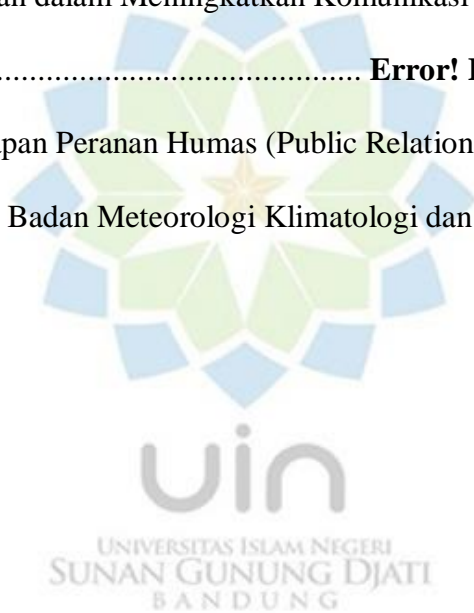 an dalam Meningkatkan Komunikasi
.................................................. Error!
apan Peranan Humas (Public Relation
Badan Meteorologi Klimatologi dan
uin
UNIVERSITAS ISLAM NEGERI
SUNAN GUNUNG DJATI
BANDUNG